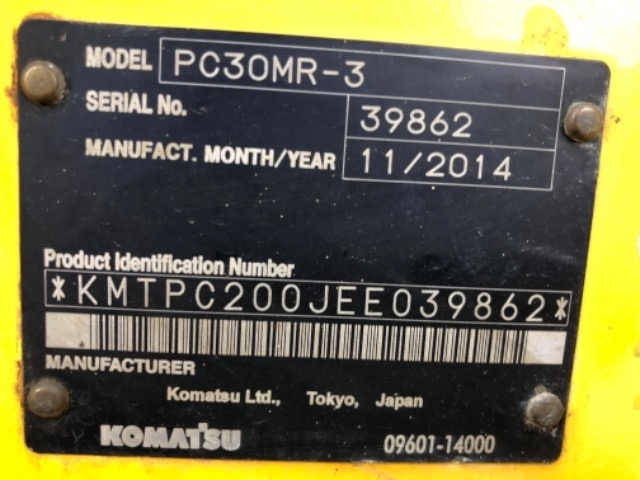 MODEL PC30MR-3
SERIAL No. 39862
MANUFACT. MONTH/YEAR 11/2014
Product Identification Number
*KMTPC200JEE039862*
MANUFACTURER
Komatsu Ltd., Tokyo, Japan
KOMATSU 09601-14000